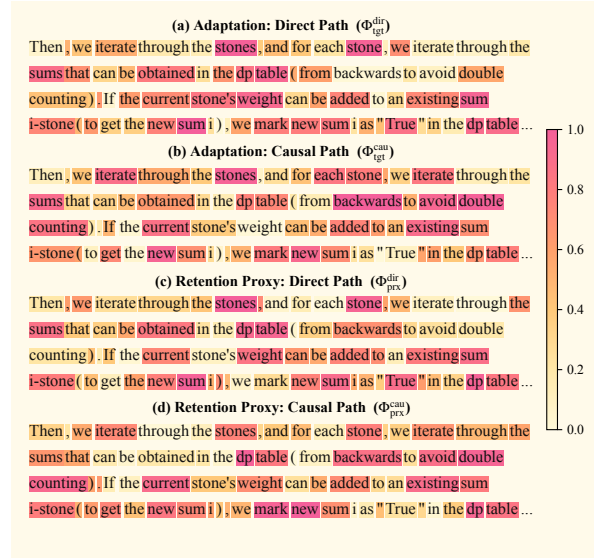 (a) Adaptation: Direct Path (Φ_tgt^dir)
Then , we iterate through the stones , and for each stone , we iterate through the
sums that can be obtained in the dp table ( from backwards to avoid double
counting ) . If the current stone's weight can be added to an existing sum
i-stone ( to get the new sum i ) , we mark new sum i as " True " in the dp table ...
(b) Adaptation: Causal Path (Φ_tgt^cau)
Then , we iterate through the stones , and for each stone , we iterate through the
sums that can be obtained in the dp table ( from backwards to avoid double
counting ) . If the current stone's weight can be added to an existing sum
i-stone ( to get the new sum i ) , we mark new sum i as " True " in the dp table ...
(c) Retention Proxy: Direct Path (Φ_prx^dir)
Then , we iterate through the stones , and for each stone , we iterate through the
sums that can be obtained in the dp table ( from backwards to avoid double
counting ) . If the current stone's weight can be added to an existing sum
i-stone ( to get the new sum i ) , we mark new sum i as " True " in the dp table ...
(d) Retention Proxy: Causal Path (Φ_prx^cau)
Then , we iterate through the stones , and for each stone , we iterate through the
sums that can be obtained in the dp table ( from backwards to avoid double
counting ) . If the current stone's weight can be added to an existing sum
i-stone ( to get the new sum i ) , we mark new sum i as " True " in the dp table ...
1.0
0.8
0.6
0.4
0.2
0.0